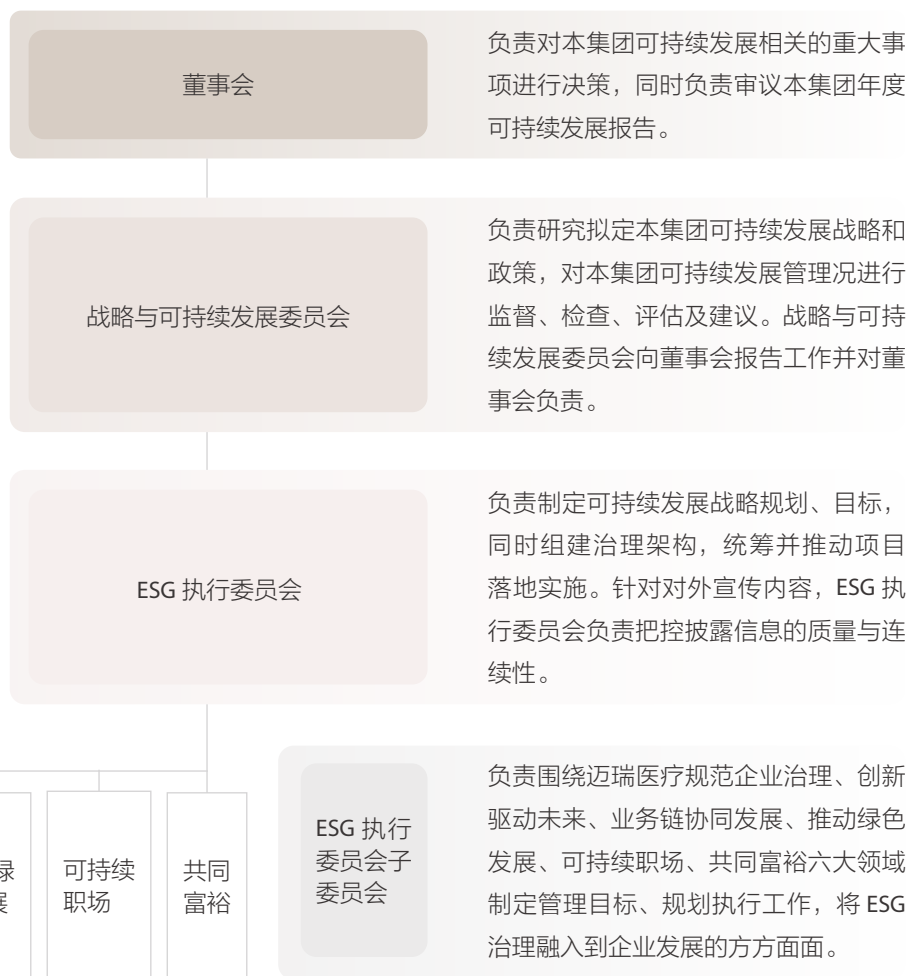 董事会
负责对本集团可持续发展相关的重大事
项进行决策，同时负责审议本集团年度
可持续发展报告。
战略与可持续发展委员会
负责研究拟定本集团可持续发展战略和
政策，对本集团可持续发展管理况进行
监督、检查、评估及建议。战略与可持
续发展委员会向董事会报告工作并对董
事会负责。
ESG 执行委员会
负责制定可持续发展战略规划、目标，
同时组建治理架构，统筹并推动项目
落地实施。针对对外宣传内容，ESG 执
行委员会负责把控披露信息的质量与连
续性。
绿
展
可持续
职场
共同
富裕
ESG 执行
委员会子
委员会
负责围绕迈瑞医疗规范企业治理、创新
驱动未来、业务链协同发展、推动绿色
发展、可持续职场、共同富裕六大领域
制定管理目标、规划执行工作，将 ESG
治理融入到企业发展的方方面面。